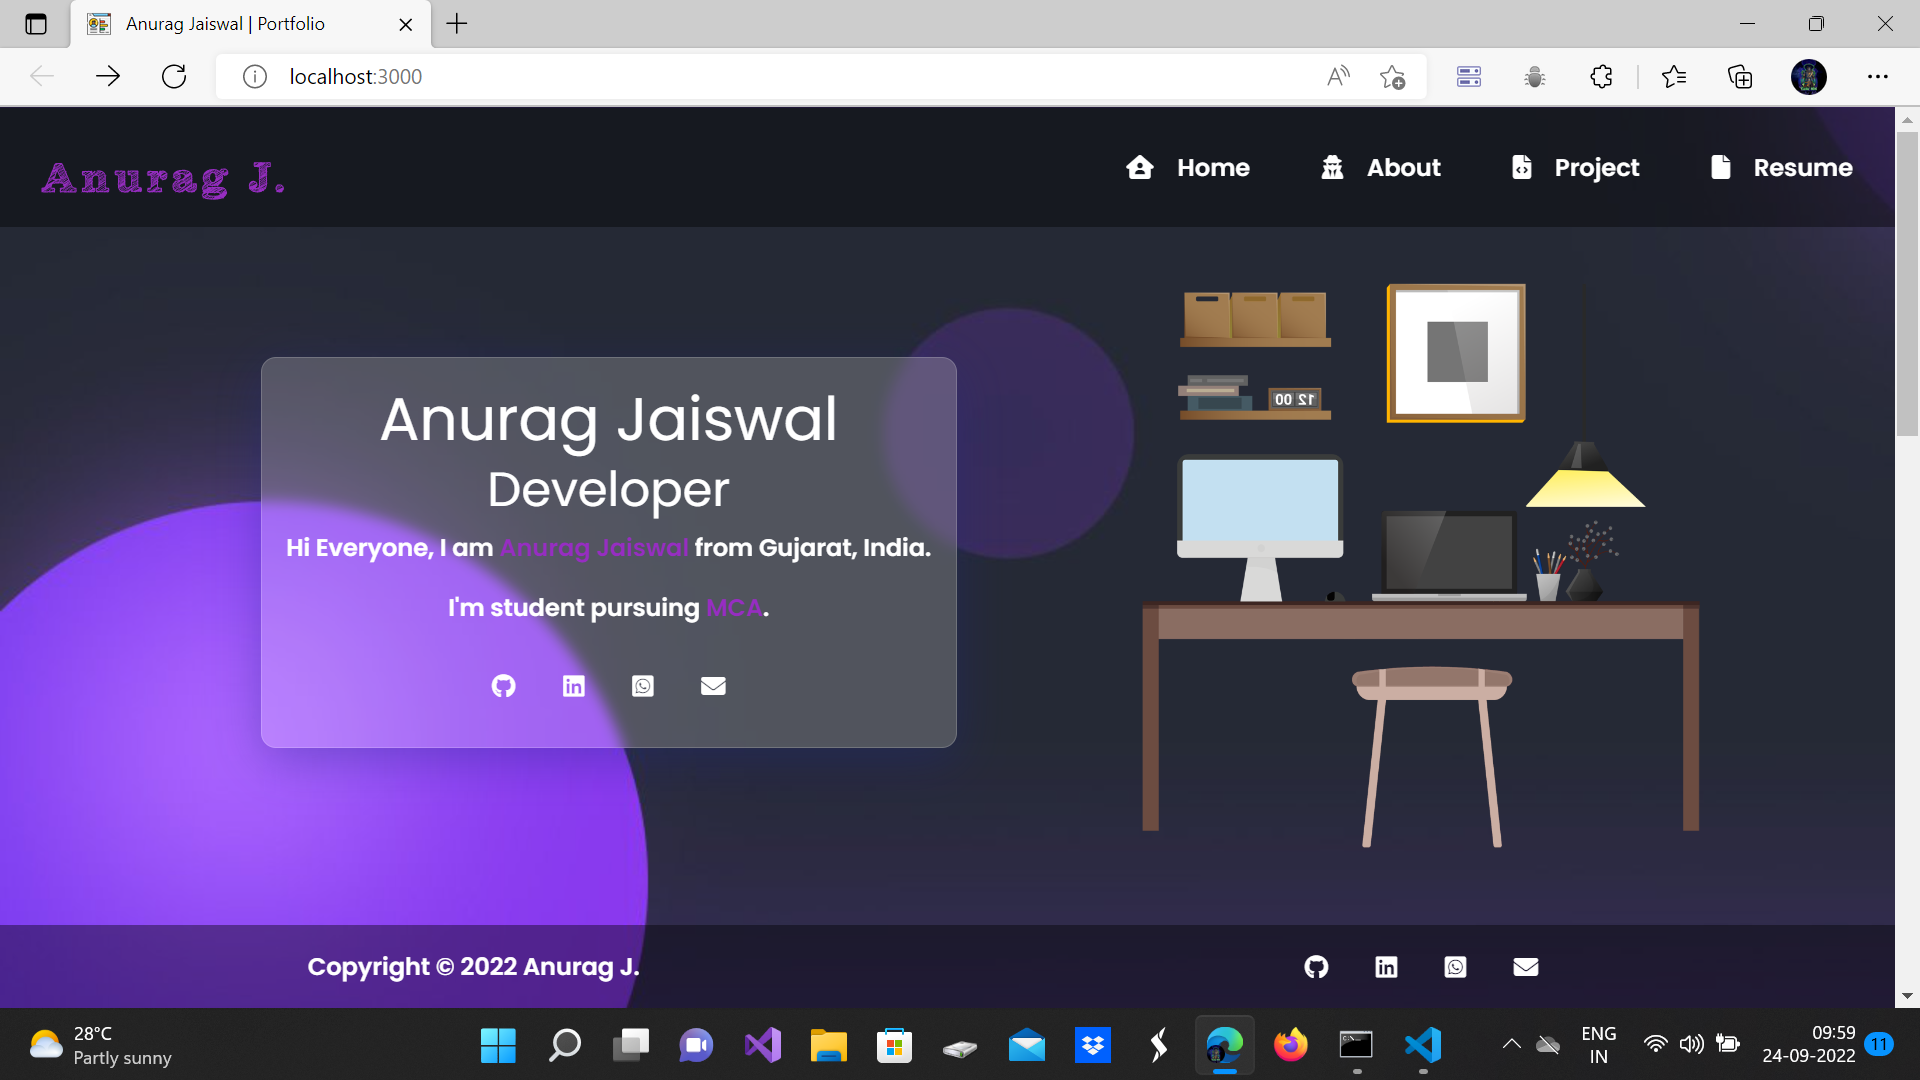 Anurag Jaiswal | Portfolio
localhost:3000
Anurag J.
Home About Project Resume
12 00
Anurag Jaiswal
Developer
Hi Everyone, I am Anurag Jaiswal from Gujarat, India.
I'm student pursuing MCA.
Copyright © 2022 Anurag J.
28°C
Partly sunny
ENG
IN
09:59
24-09-2022
11